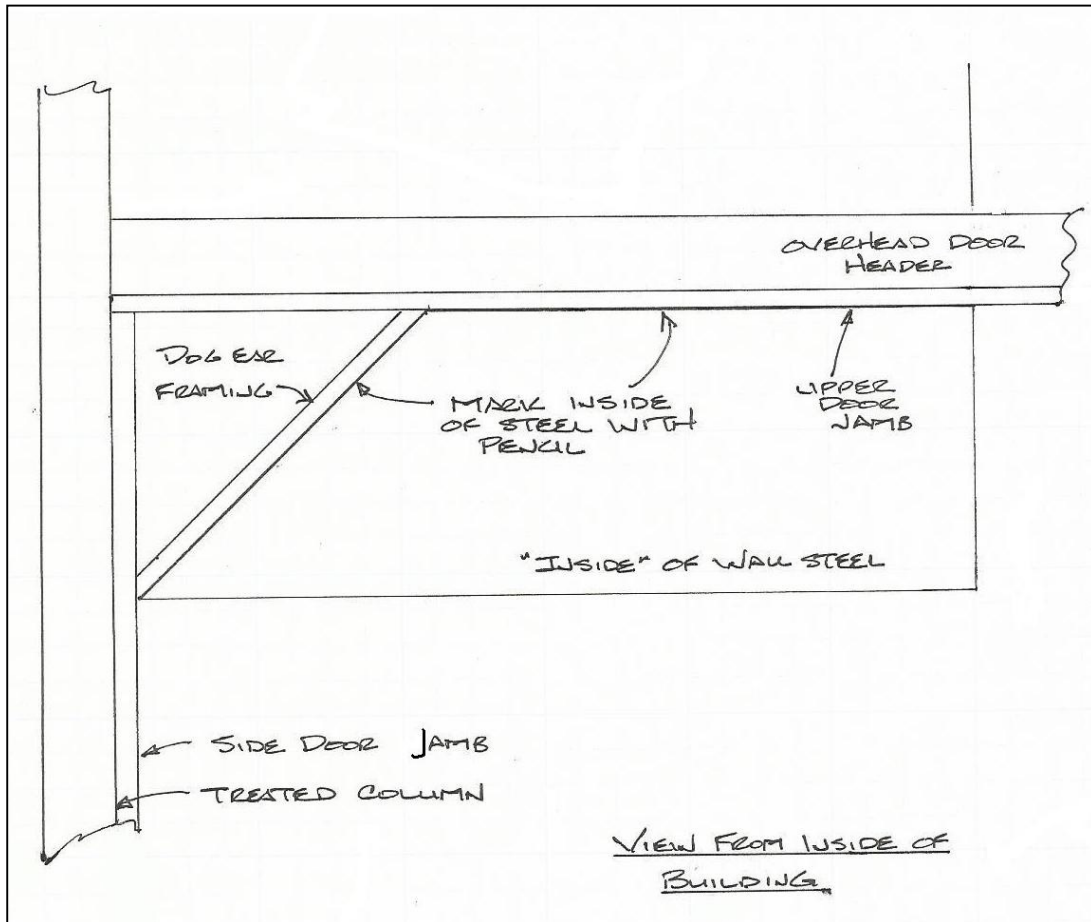 OVERHEAD DOOR
HEADER
DOG EAR
FRAMING
MARK INSIDE
OF STEEL WITH
PENCIL
UPPER
DOOR
JAMB
"INSIDE" OF WALL STEEL
SIDE DOOR JAMB
TREATED COLUMN
VIEW FROM INSIDE OF
BUILDING